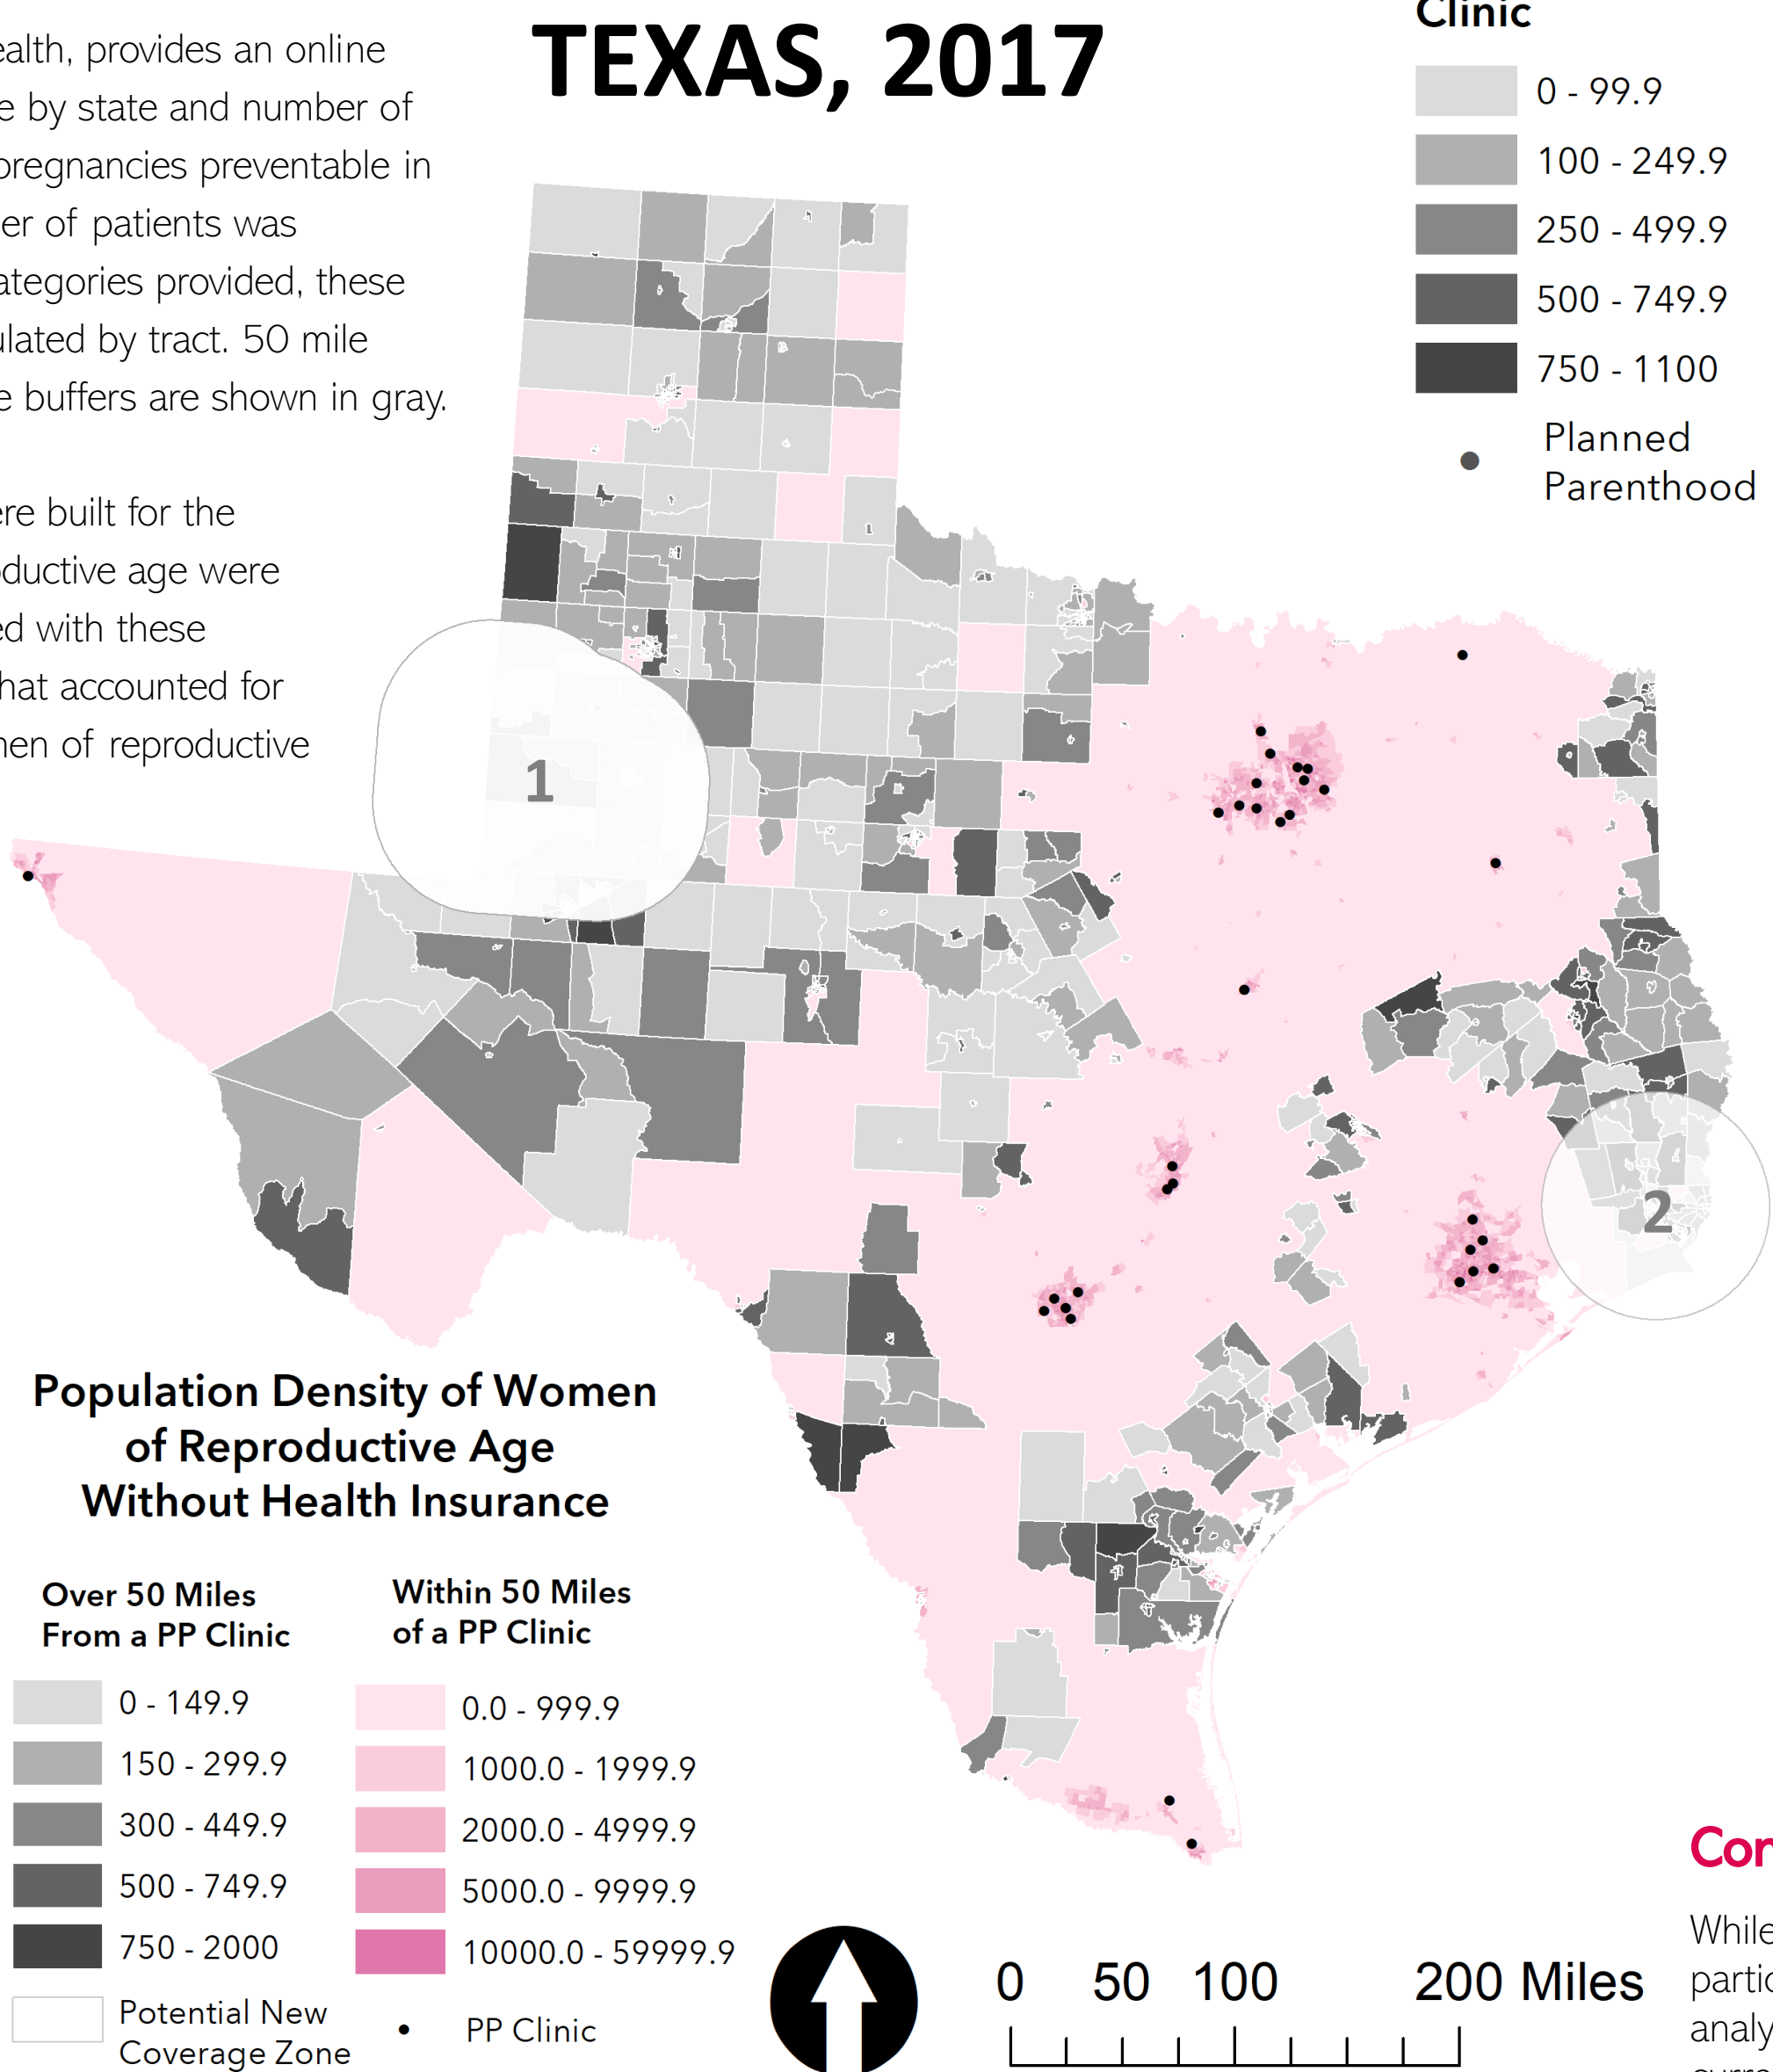 TEXAS, 2017
ealth, provides an online
e by state and number of
pregnancies preventable in
er of patients was
ategories provided, these
ulated by tract. 50 mile
e buffers are shown in gray.
ere built for the
oductive age were
ed with these
hat accounted for
men of reproductive
Clinic
0 - 99.9
100 - 249.9
250 - 499.9
500 - 749.9
750 - 1100
Planned
Parenthood
1
2
Population Density of Women
of Reproductive Age
Without Health Insurance
Over 50 Miles
From a PP Clinic
0 - 149.9
150 - 299.9
300 - 449.9
500 - 749.9
750 - 2000
Potential New
Coverage Zone
Within 50 Miles
of a PP Clinic
0.0 - 999.9
1000.0 - 1999.9
2000.0 - 4999.9
5000.0 - 9999.9
10000.0 - 59999.9
PP Clinic
0 50 100 200 Miles
Con
While
partic
analy